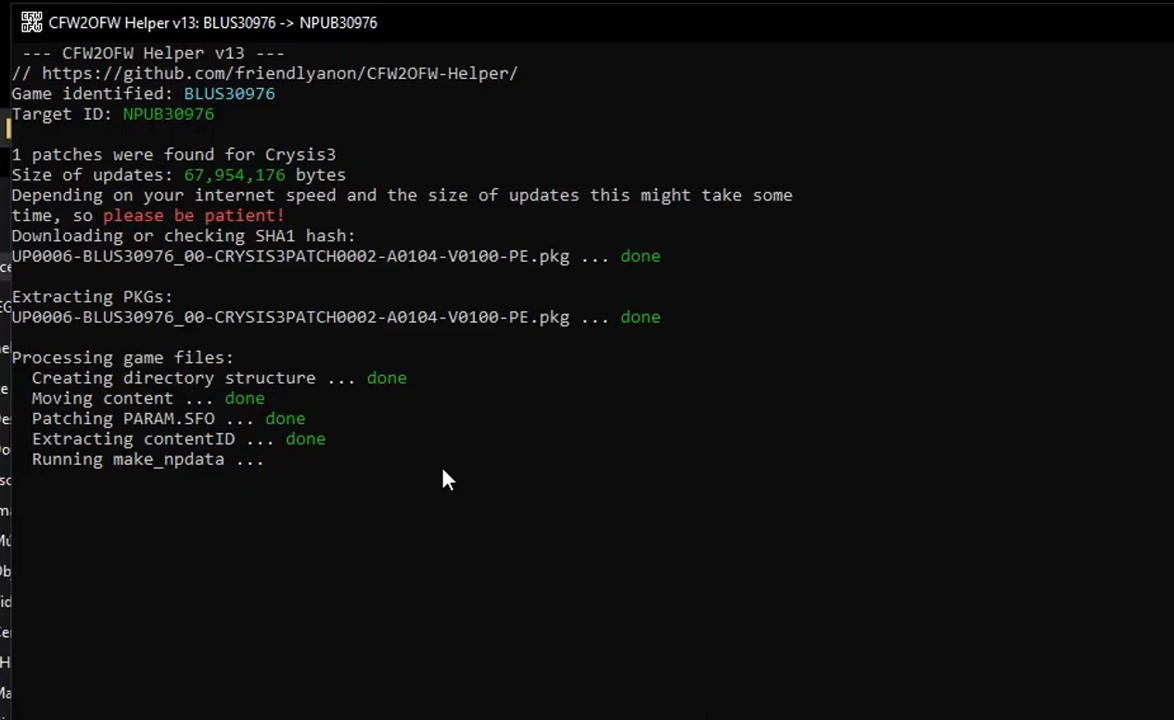 CFW2OFW Helper v13: BLUS30976 -> NPUB30976
--- CFW2OFW Helper v13 ---
// https://github.com/friendlyanon/CFW2OFW-Helper/
Game identified: BLUS30976
Target ID: NPUB30976
1 patches were found for Crysis3
Size of updates: 67,954,176 bytes
Depending on your internet speed and the size of updates this might take some
time, so please be patient!
Downloading or checking SHA1 hash:
UP0006-BLUS30976_00-CRYSIS3PATCH0002-A0104-V0100-PE.pkg ... done
Extracting PKGs:
UP0006-BLUS30976_00-CRYSIS3PATCH0002-A0104-V0100-PE.pkg ... done
Processing game files:
Creating directory structure ... done
Moving content ... done
Patching PARAM.SFO ... done
Extracting contentID ... done
Running make_npdata ...